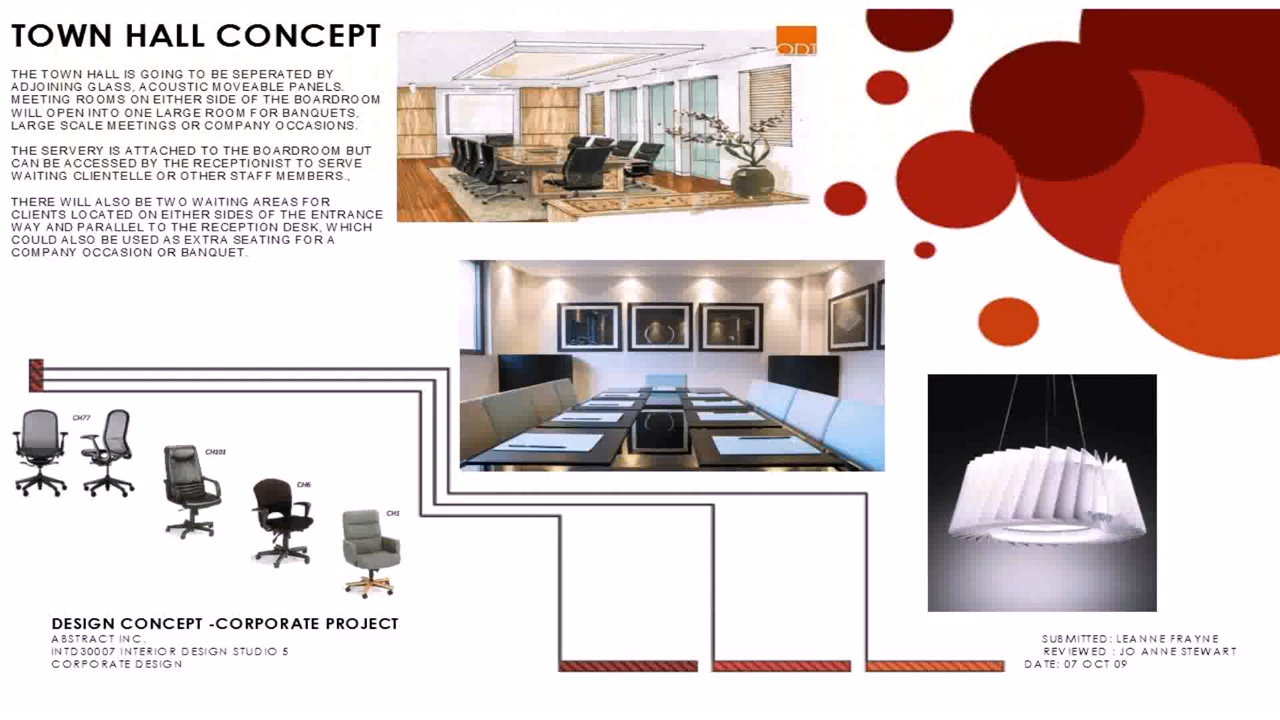 TOWN HALL CONCEPT
THE TOWN HALL IS GOING TO BE SEPERATED BY
ADJOINING GLASS, ACOUSTIC MOVEABLE PANELS.
MEETING ROOMS ON EITHER SIDE OF THE BOARDROOM
WILL OPEN INTO ONE LARGE ROOM FOR BANQUETS,
LARGE SCALE MEETINGS OR COMPANY OCCASIONS.
THE SERVERY IS ATTACHED TO THE BOARDROOM BUT
CAN BE ACCESSED BY THE RECEPTIONIST TO SERVE
WAITING CLIENTELLE OR OTHER STAFF MEMBERS.,
THERE WILL ALSO BE TWO WAITING AREAS FOR
CLIENTS LOCATED ON EITHER SIDES OF THE ENTRANCE
WAY AND PARALLEL TO THE RECEPTION DESK, WHICH
COULD ALSO BE USED AS EXTRA SEATING FOR A
COMPANY OCCASION OR BANQUET.
CH77
CH101
CH6
CH1
DESIGN CONCEPT -CORPORATE PROJECT
ABSTRACT INC.
INTD30007 INTERIOR DESIGN STUDIO 5
CORPORATE DESIGN
SUBMITTED: LEANNE FRAYNE
REVIEWED : JO ANNE STEWART
DATE: 07 OCT 09